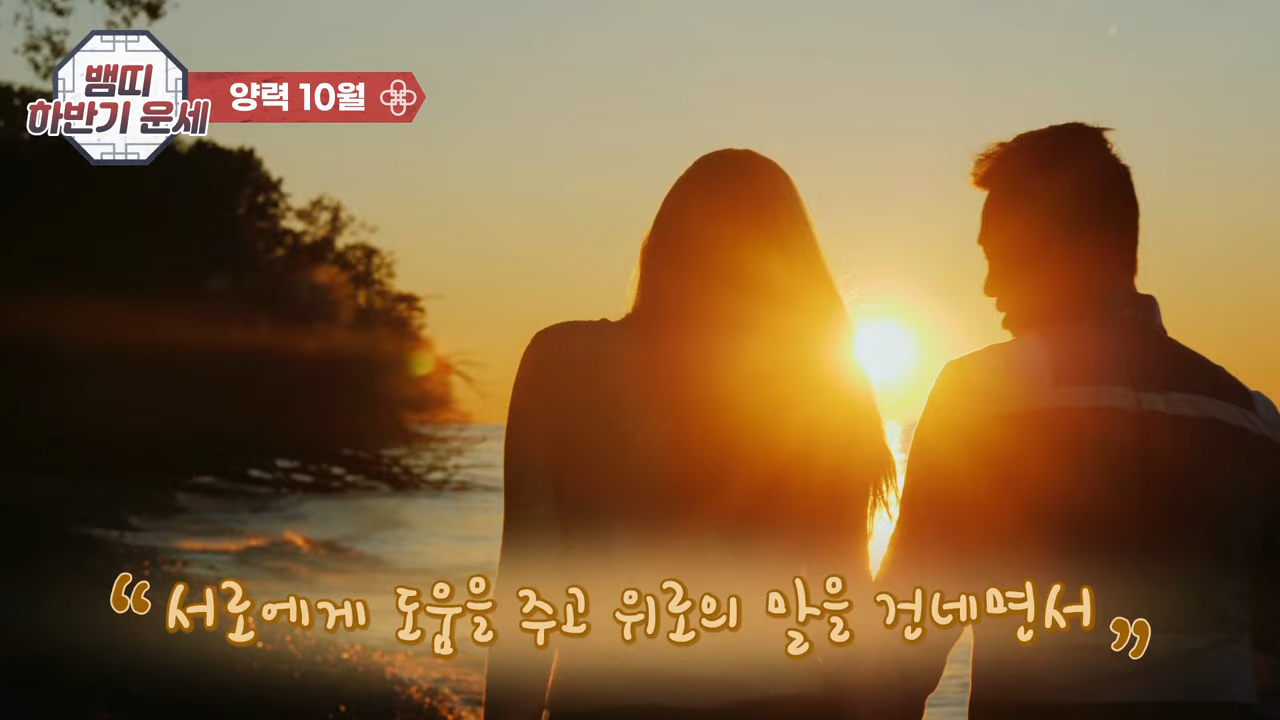 뱀띠
하반기 운세
양력 10월
“서로에게 도움을 주고 위로의 말을 건네면서”